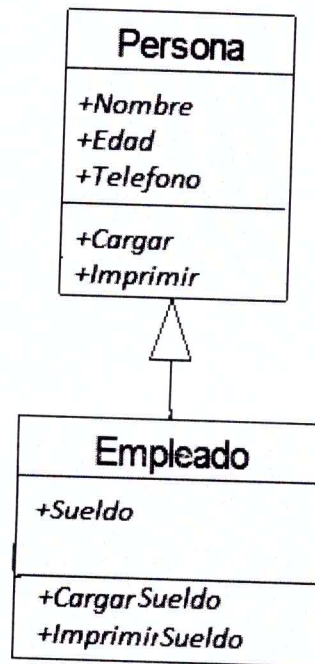 Persona
+Nombre
+Edad
+Telefono
+Cargar
+Imprimir
Empleado
+Sueldo
+CargarSueldo
+ImprimirSueldo